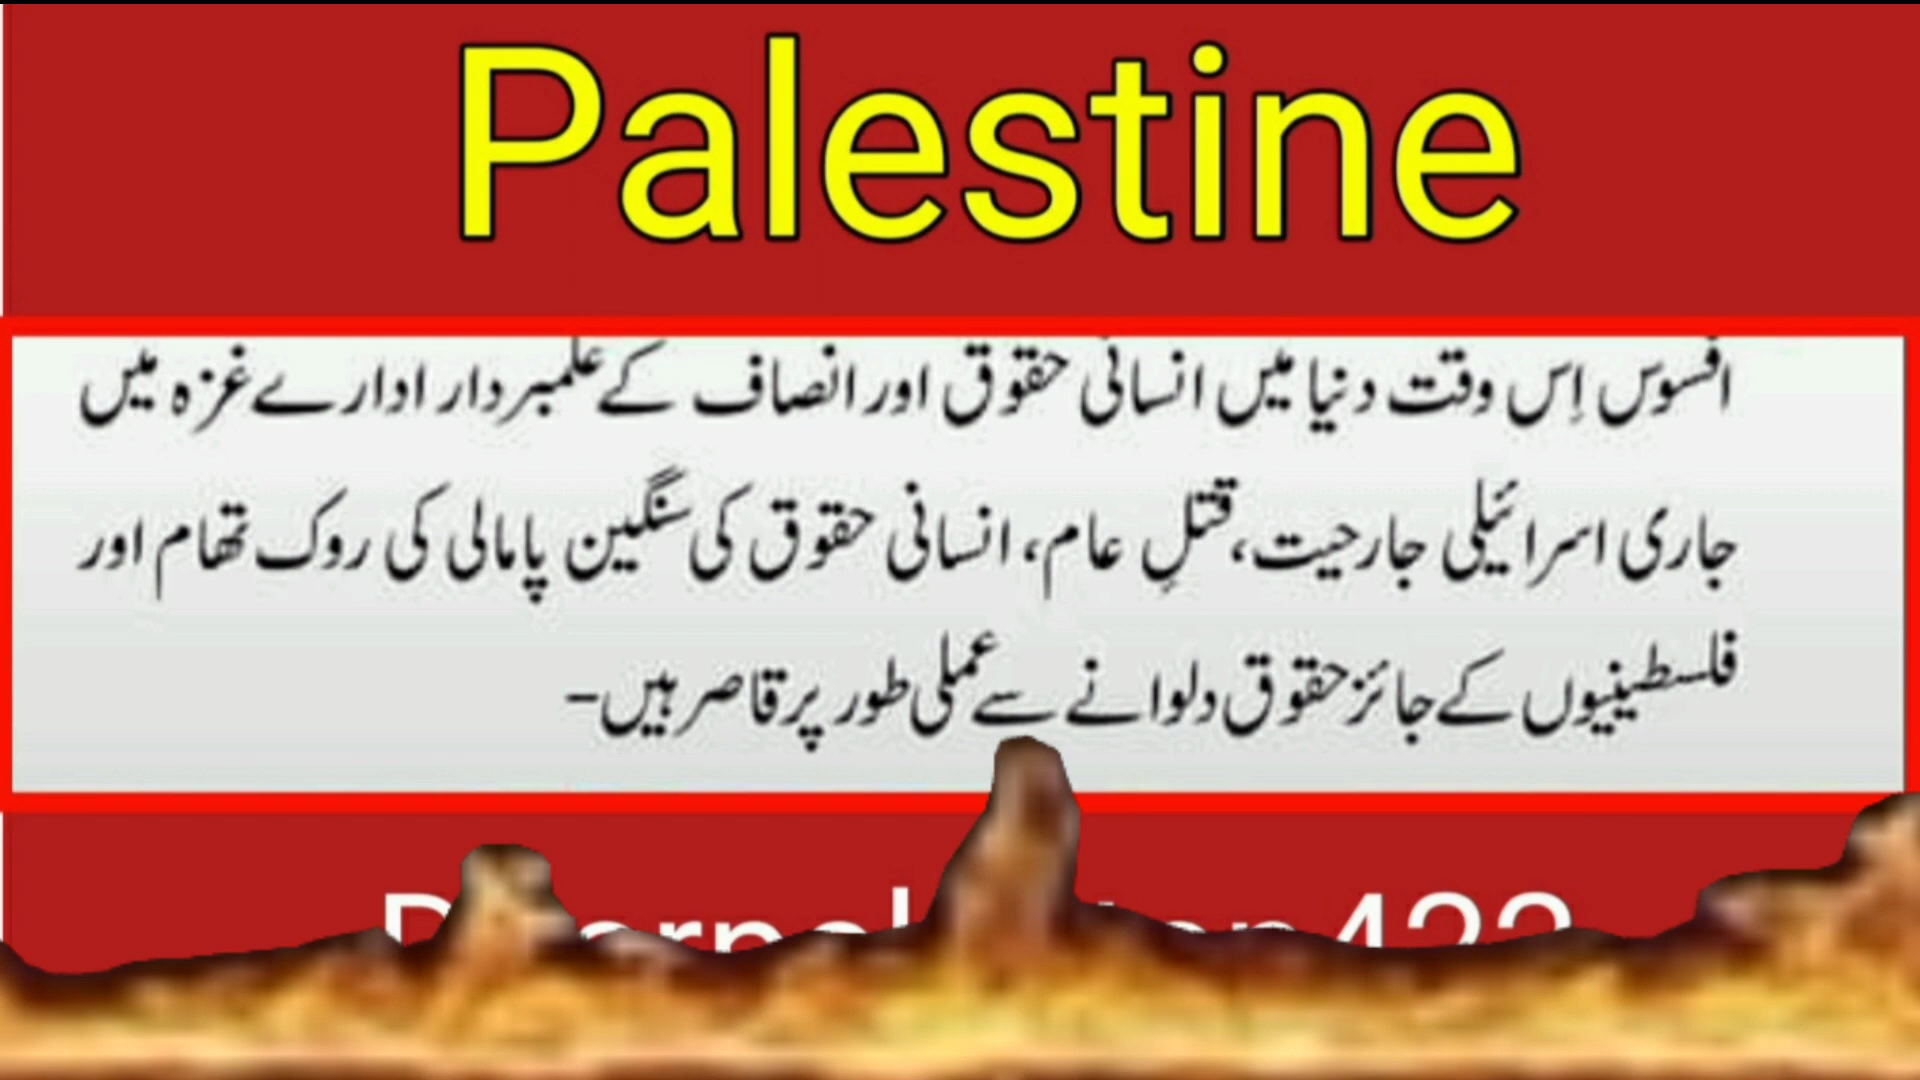 Palestine
افسوس اِس وقت دنیا میں انسانی حقوق اور انصاف کے علمبردار ادارے غزہ میں
جاری اسرائیلی جارحیت، قتلِ عام، انسانی حقوق کی سنگین پامالی کی روک تھام اور
فلسطینیوں کے جائز حقوق دلوانے سے عملی طور پر قاصر ہیں-